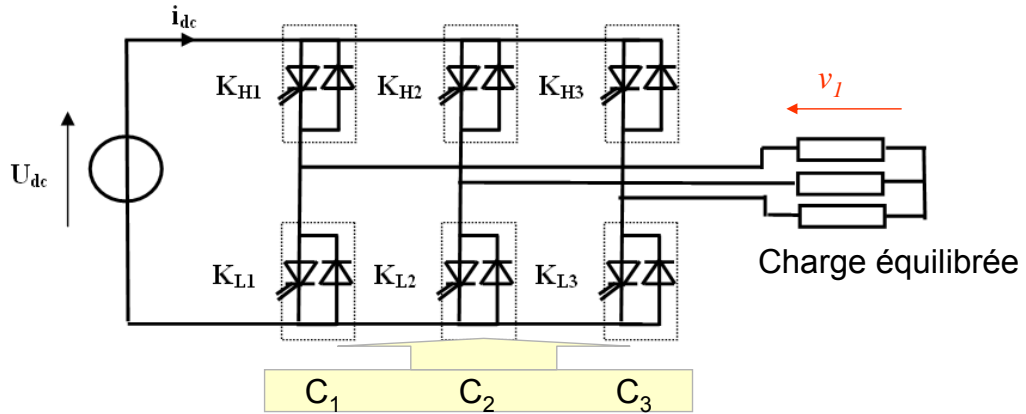 i_dc
K_H1 K_H2 K_H3
v_1
U_dc
K_L1 K_L2 K_L3
Charge équilibrée
C_1 C_2 C_3